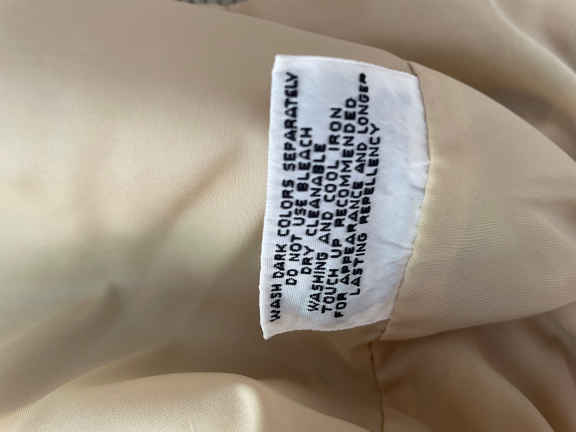 WASH DARK COLORS SEPARATELY
DO NOT USE BLEACH
DRY CLEANABLE
WASHING AND COOL IRON
TOUCH UP RECOMMENDED
FOR APPEARANCE AND LONGER
LASTING REPELLENCY